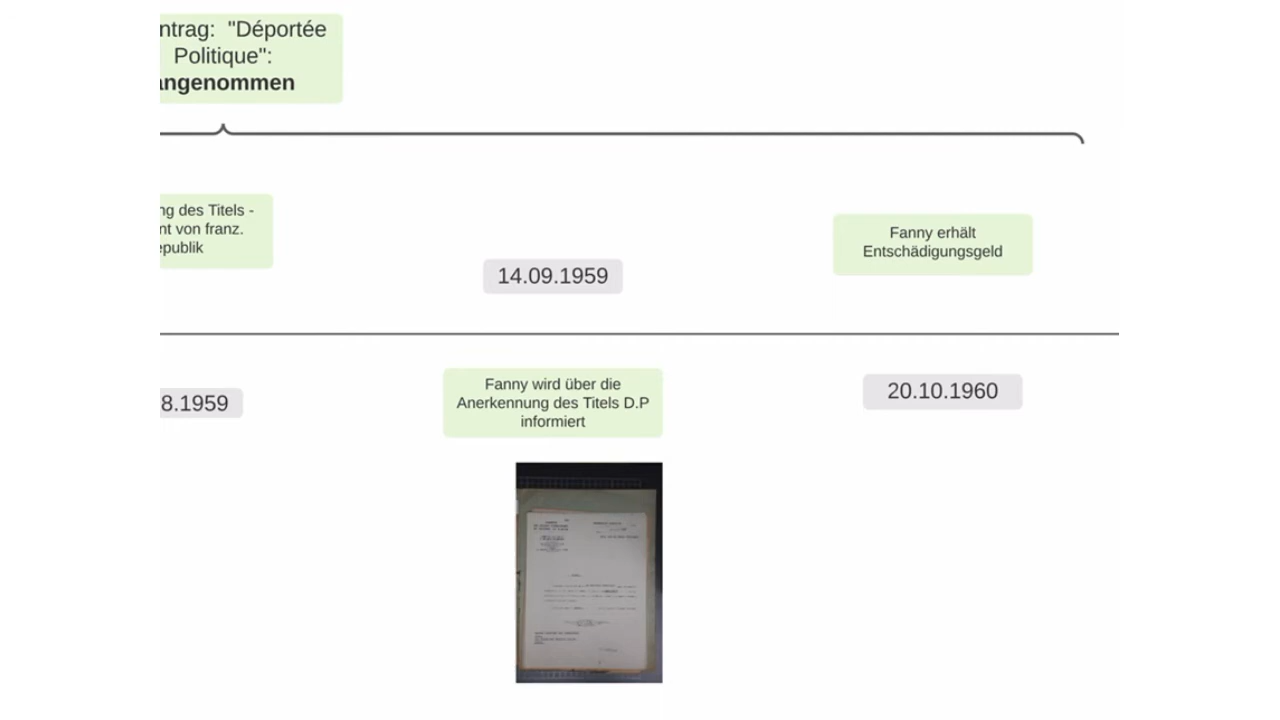 ntrag: "Déportée
Politique":
angenommen
ng des Titels -
nt von franz.
epublik
14.09.1959
Fanny erhält
Entschädigungsgeld
8.1959
Fanny wird über die
Anerkennung des Titels D.P
informiert
20.10.1960